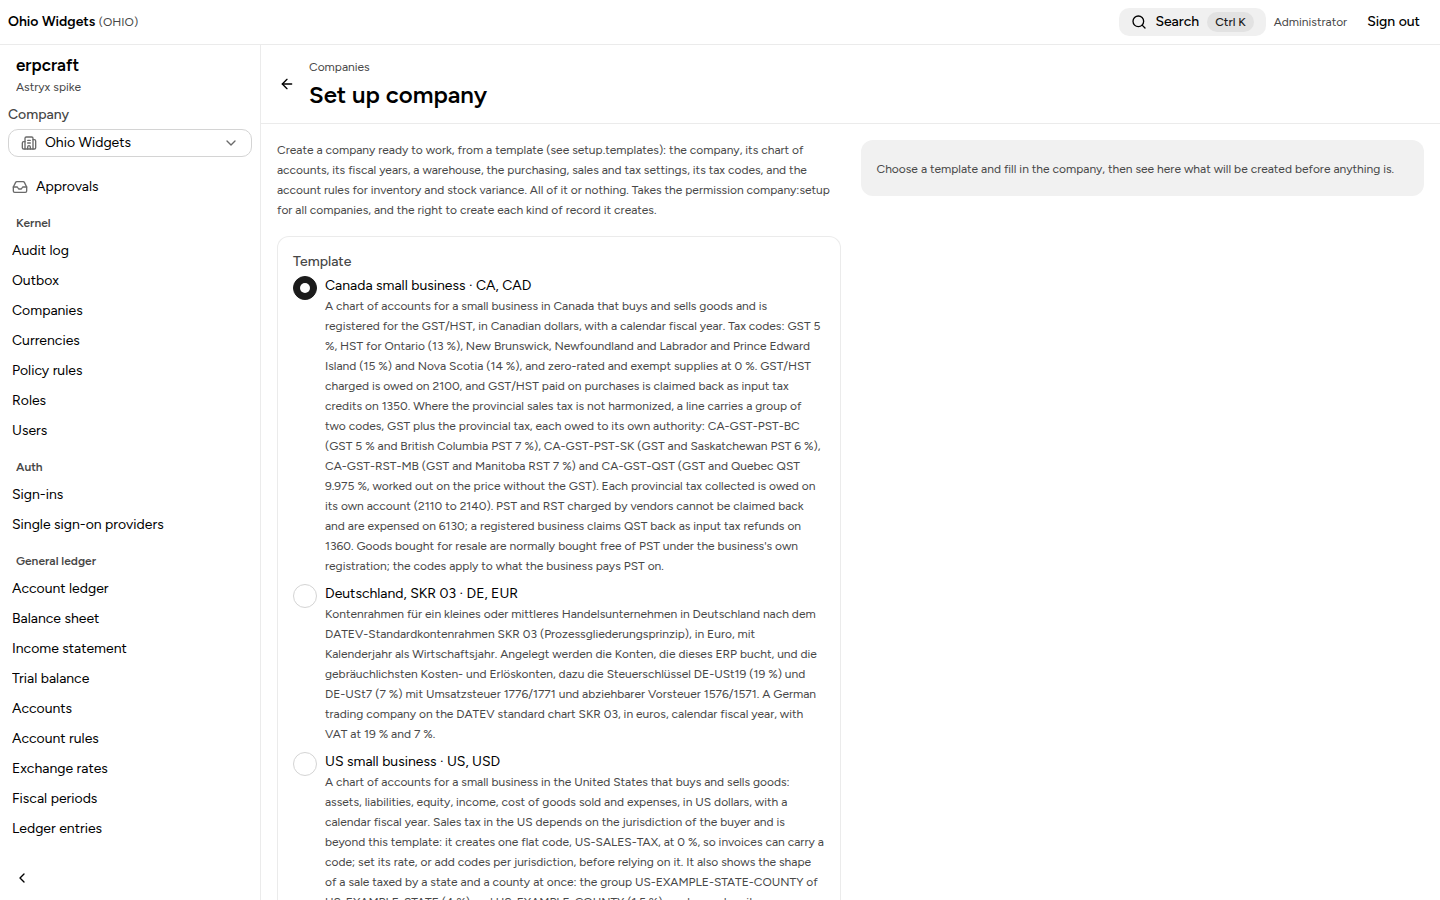 Ohio Widgets (OHIO)
Search Ctrl K Administrator Sign out
erpcraft
Astryx spike
Company
Ohio Widgets
Approvals
Kernel
Audit log
Outbox
Companies
Currencies
Policy rules
Roles
Users
Auth
Sign-ins
Single sign-on providers
General ledger
Account ledger
Balance sheet
Income statement
Trial balance
Accounts
Account rules
Exchange rates
Fiscal periods
Ledger entries
Companies
Set up company
Create a company ready to work, from a template (see setup.templates): the company, its chart of
accounts, its fiscal years, a warehouse, the purchasing, sales and tax settings, its tax codes, and the
account rules for inventory and stock variance. All of it or nothing. Takes the permission company:setup
for all companies, and the right to create each kind of record it creates.
Template
Canada small business · CA, CAD
A chart of accounts for a small business in Canada that buys and sells goods and is
registered for the GST/HST, in Canadian dollars, with a calendar fiscal year. Tax codes: GST 5
%, HST for Ontario (13 %), New Brunswick, Newfoundland and Labrador and Prince Edward
Island (15 %) and Nova Scotia (14 %), and zero-rated and exempt supplies at 0 %. GST/HST
charged is owed on 2100, and GST/HST paid on purchases is claimed back as input tax
credits on 1350. Where the provincial sales tax is not harmonized, a line carries a group of
two codes, GST plus the provincial tax, each owed to its own authority: CA-GST-PST-BC
(GST 5 % and British Columbia PST 7 %), CA-GST-PST-SK (GST and Saskatchewan PST 6 %),
CA-GST-RST-MB (GST and Manitoba RST 7 %) and CA-GST-QST (GST and Quebec QST
9.975 %, worked out on the price without the GST). Each provincial tax collected is owed on
its own account (2110 to 2140). PST and RST charged by vendors cannot be claimed back
and are expensed on 6130; a registered business claims QST back as input tax refunds on
1360. Goods bought for resale are normally bought free of PST under the business's own
registration; the codes apply to what the business pays PST on.
Deutschland, SKR 03 · DE, EUR
Kontenrahmen für ein kleines oder mittleres Handelsunternehmen in Deutschland nach dem
DATEV-Standardkontenrahmen SKR 03 (Prozessgliederungsprinzip), in Euro, mit
Kalenderjahr als Wirtschaftsjahr. Angelegt werden die Konten, die dieses ERP bucht, und die
gebräuchlichsten Kosten- und Erlöskonten, dazu die Steuerschlüssel DE-USt19 (19 %) und
DE-USt7 (7 %) mit Umsatzsteuer 1776/1771 und abziehbarer Vorsteuer 1576/1571. A German
trading company on the DATEV standard chart SKR 03, in euros, calendar fiscal year, with
VAT at 19 % and 7 %.
US small business · US, USD
A chart of accounts for a small business in the United States that buys and sells goods:
assets, liabilities, equity, income, cost of goods sold and expenses, in US dollars, with a
calendar fiscal year. Sales tax in the US depends on the jurisdiction of the buyer and is
beyond this template: it creates one flat code, US-SALES-TAX, at 0 %, so invoices can carry a
code; set its rate, or add codes per jurisdiction, before relying on it. It also shows the shape
of a sale taxed by a state and a county at once: the group US-EXAMPLE-STATE-COUNTY of
Choose a template and fill in the company, then see here what will be created before anything is.